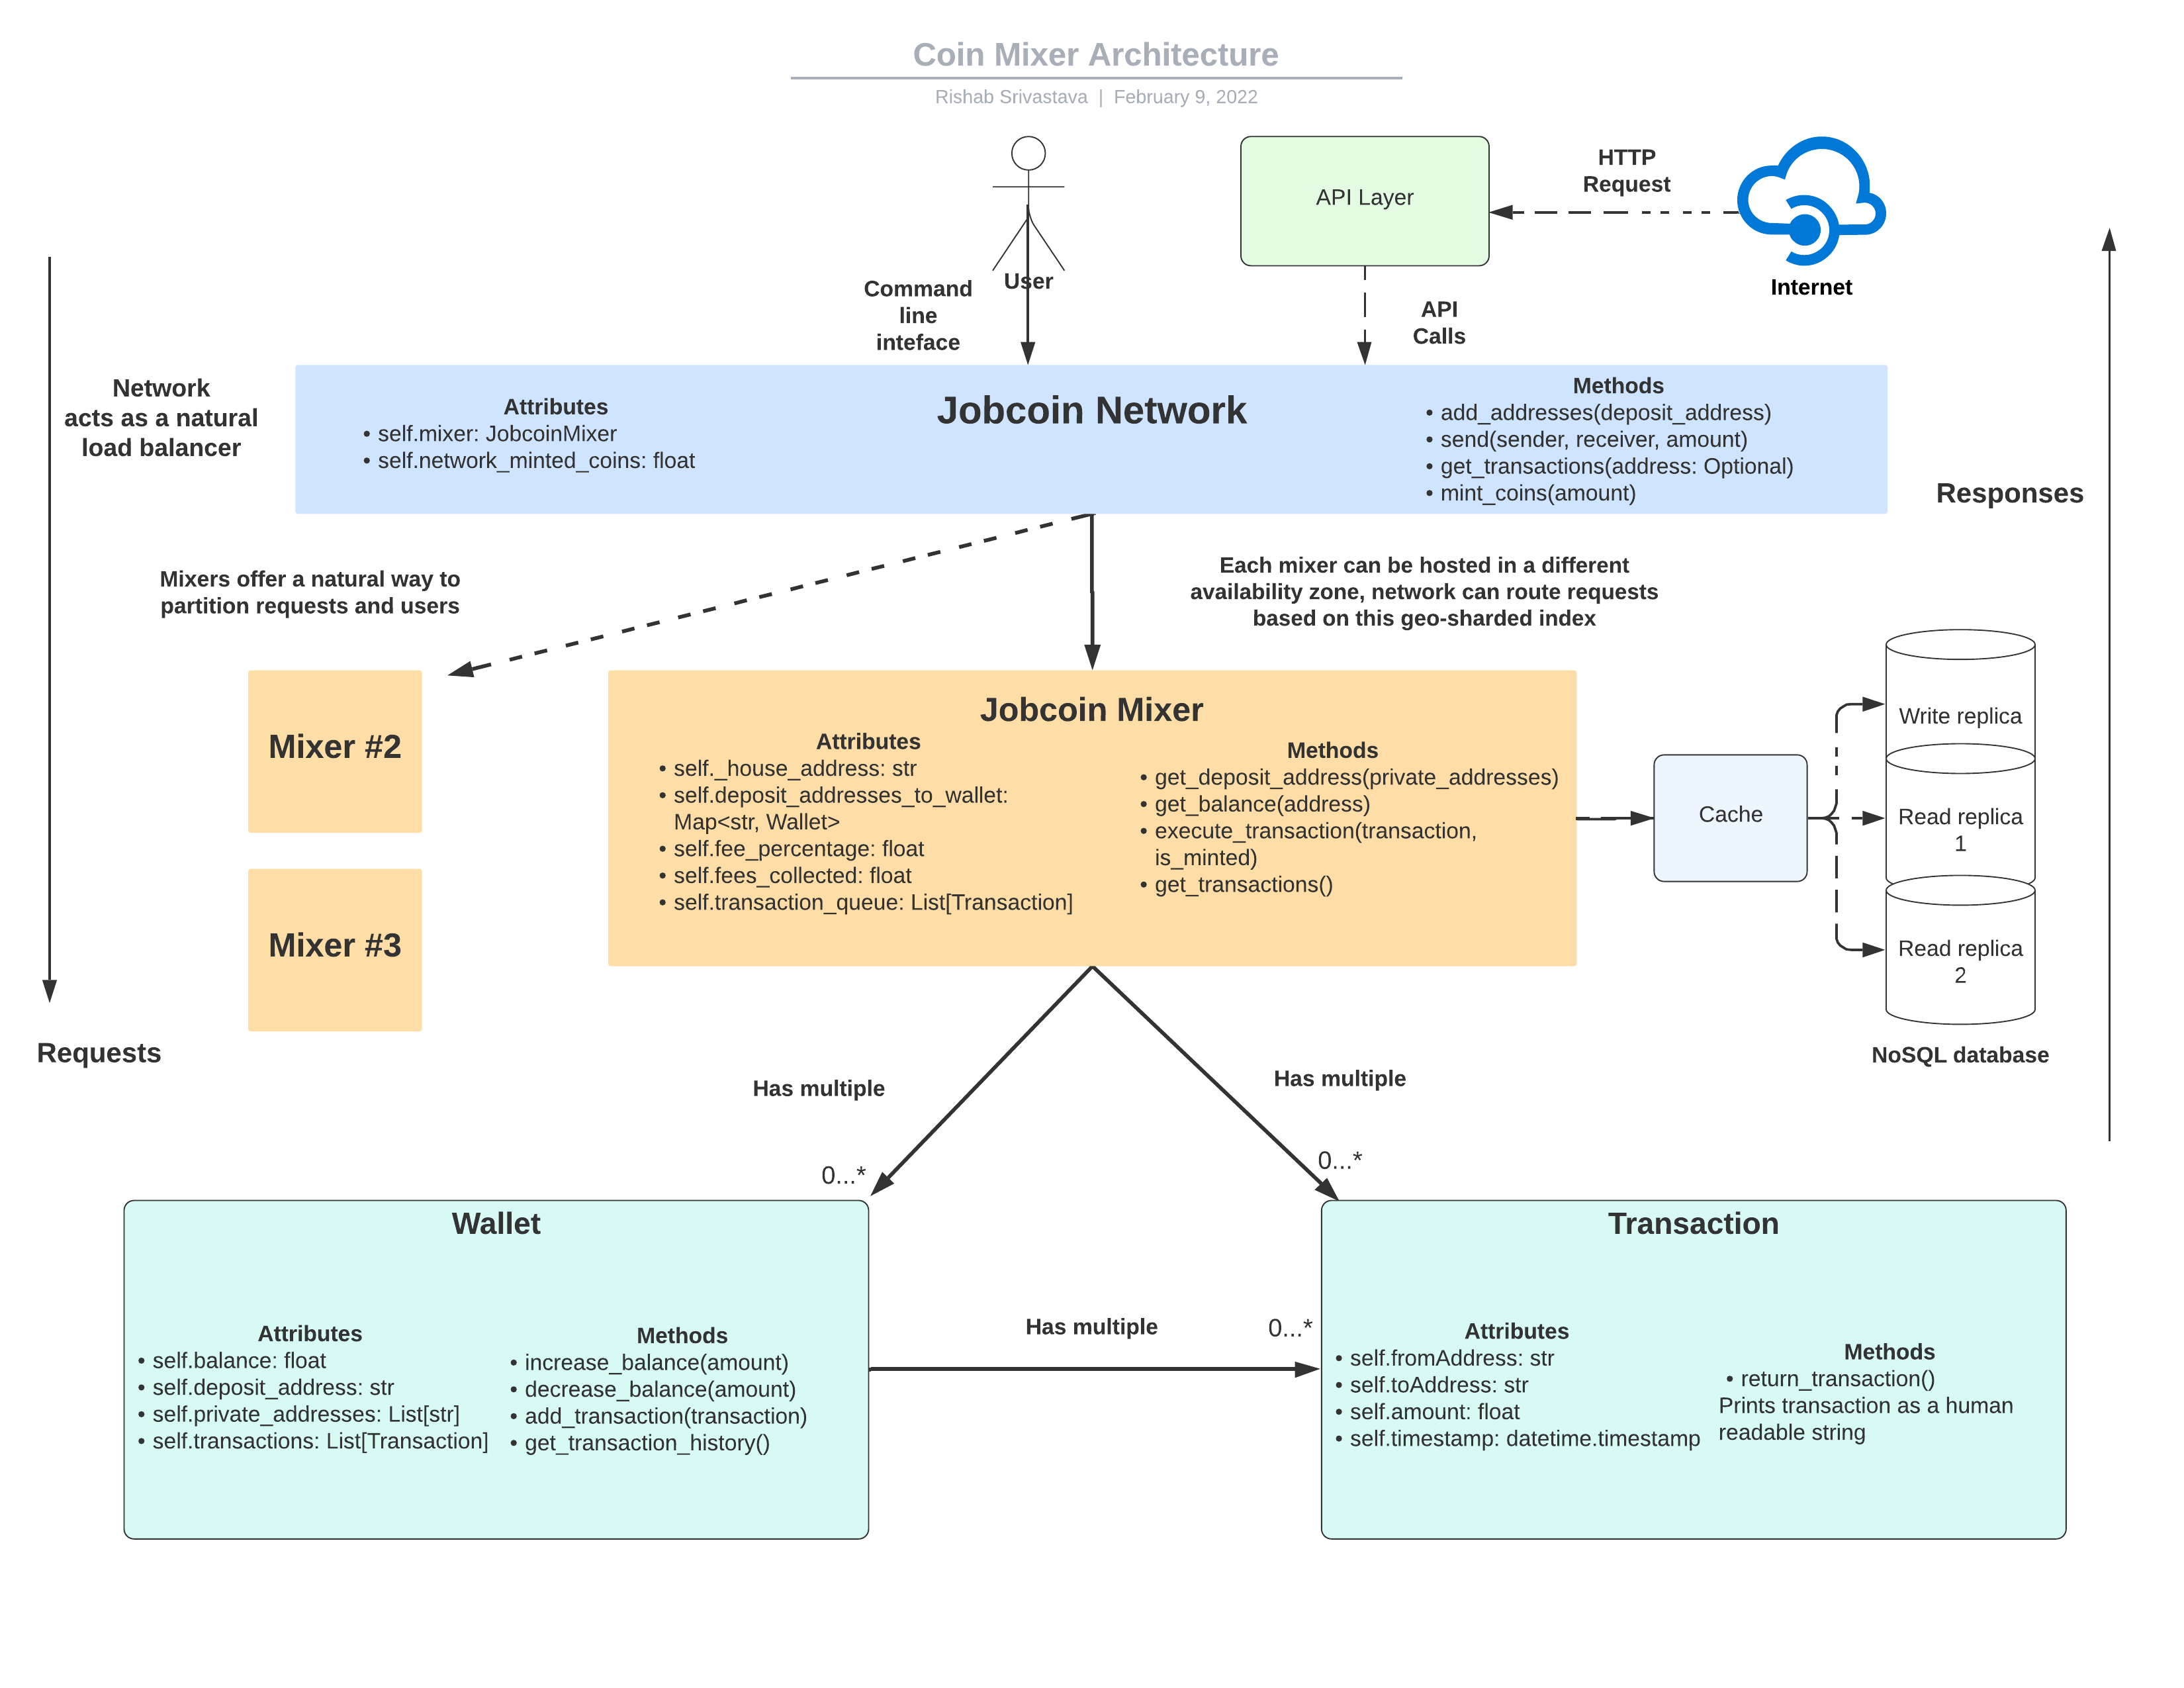 Coin Mixer Architecture
Rishab Srivastava | February 9, 2022
User
Command
line
inteface
API Layer
HTTP
Request
Internet
API
Calls
Network
acts as a natural
load balancer
Jobcoin Network
Attributes
• self.mixer: JobcoinMixer
• self.network_minted_coins: float
Methods
• add_addresses(deposit_address)
• send(sender, receiver, amount)
• get_transactions(address: Optional)
• mint_coins(amount)
Responses
Mixers offer a natural way to
partition requests and users
Each mixer can be hosted in a different
availability zone, network can route requests
based on this geo-sharded index
Mixer #2
Mixer #3
Requests
Jobcoin Mixer
Attributes
• self._house_address: str
• self.deposit_addresses_to_wallet:
Map<str, Wallet>
• self.fee_percentage: float
• self.fees_collected: float
• self.transaction_queue: List[Transaction]
Methods
• get_deposit_address(private_addresses)
• get_balance(address)
• execute_transaction(transaction,
is_minted)
• get_transactions()
Cache
Write replica
Read replica
1
Read replica
2
NoSQL database
Has multiple
0...*
Has multiple
0...*
Wallet
Attributes
• self.balance: float
• self.deposit_address: str
• self.private_addresses: List[str]
• self.transactions: List[Transaction]
Methods
• increase_balance(amount)
• decrease_balance(amount)
• add_transaction(transaction)
• get_transaction_history()
Has multiple
0...*
Transaction
Attributes
• self.fromAddress: str
• self.toAddress: str
• self.amount: float
• self.timestamp: datetime.timestamp
Methods
• return_transaction()
Prints transaction as a human
readable string